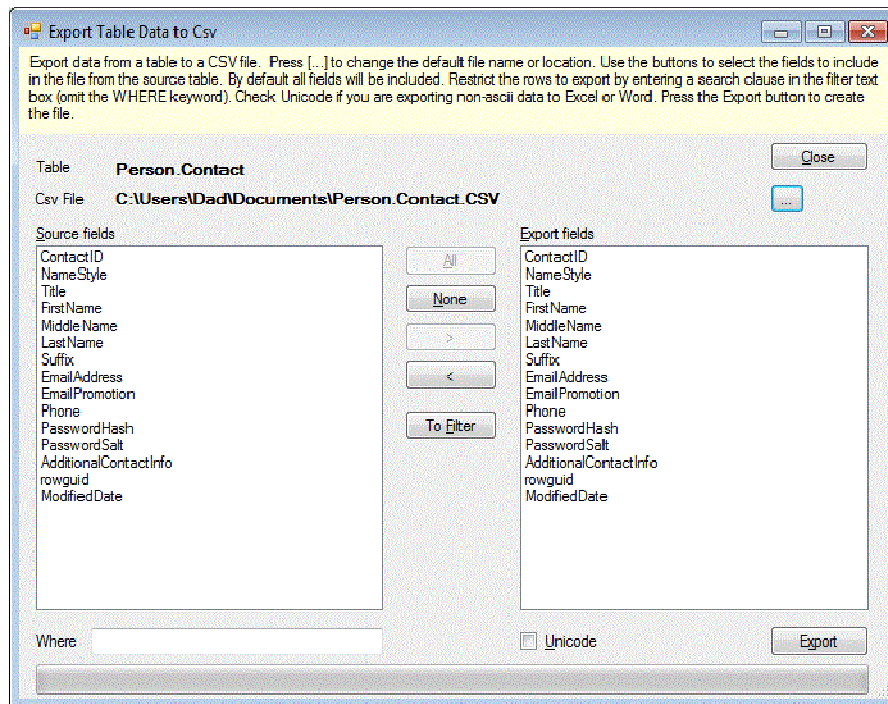 Export Table Data to Csv
Export data from a table to a CSV file. Press [...] to change the default file name or location. Use the buttons to select the fields to include
in the file from the source table. By default all fields will be included. Restrict the rows to export by entering a search clause in the filter text
box (omit the WHERE keyword). Check Unicode if you are exporting non-ascii data to Excel or Word. Press the Export button to create
the file.
Close
Table Person.Contact
Csv File C:\Users\Dad\Documents\Person.Contact.CSV
...
Source fields
ContactID
NameStyle
Title
FirstName
MiddleName
LastName
Suffix
EmailAddress
EmailPromotion
Phone
PasswordHash
PasswordSalt
AdditionalContactInfo
rowguid
ModifiedDate
All
None
>
<
To Filter
Export fields
ContactID
NameStyle
Title
FirstName
MiddleName
LastName
Suffix
EmailAddress
EmailPromotion
Phone
PasswordHash
PasswordSalt
AdditionalContactInfo
rowguid
ModifiedDate
Where
Unicode
Export